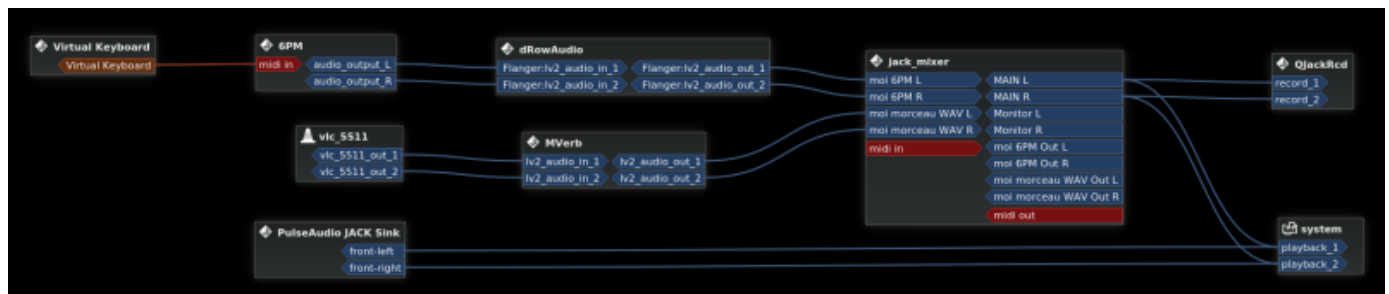 Virtual Keyboard
Virtual Keyboard
6PM
midi in
audio_output_L
audio_output_R
dRowAudio
Flanger:lv2_audio_in_1
Flanger:lv2_audio_out_1
Flanger:lv2_audio_in_2
Flanger:lv2_audio_out_2
vlc_5511
vlc_5511_out_1
vlc_5511_out_2
MVerb
lv2_audio_in_1
lv2_audio_out_1
lv2_audio_in_2
lv2_audio_out_2
PulseAudio JACK Sink
front-left
front-right
jack_mixer
moi 6PM L
MAIN L
moi 6PM R
MAIN R
moi morceau WAV L
Monitor L
moi morceau WAV R
Monitor R
midi in
moi 6PM Out L
moi 6PM Out R
moi morceau WAV Out L
moi morceau WAV Out R
midi out
QJackRcd
record_1
record_2
system
playback_1
playback_2